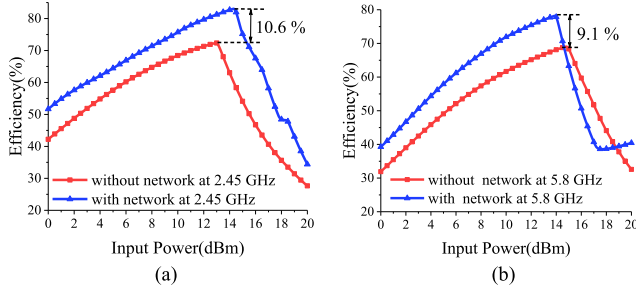 (a)
90
80
70
60
50
40
30
20
Efficiency(%)
10.6 %
without network at 2.45 GHz
with network at 2.45 GHz
0 2 4 6 8 10 12 14 16 18 20
Input Power(dBm)
(a)
(b)
80
70
60
50
40
30
20
Efficiency(%)
9.1 %
without network at 5.8 GHz
with network at 5.8 GHz
0 2 4 6 8 10 12 14 16 18 20
Input Power(dBm)
(b)